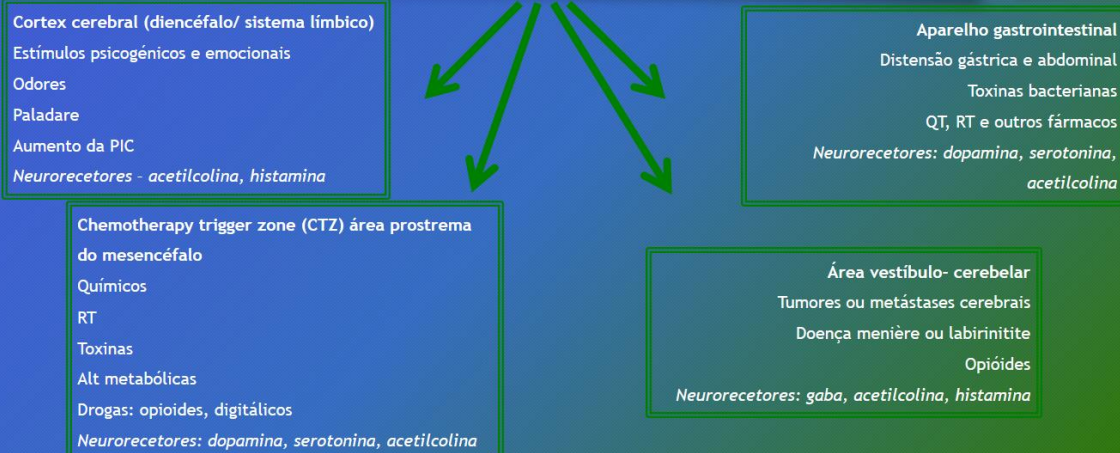 Cortex cerebral (diencéfalo/ sistema límbico)
Estímulos psicogénicos e emocionais
Odores
Paladare
Aumento da PIC
Neurorecetores – acetilcolina, histamina
Aparelho gastrointestinal
Distensão gástrica e abdominal
Toxinas bacterianas
QT, RT e outros fármacos
Neurorecetores: dopamina, serotonina,
acetilcolina
Chemotherapy trigger zone (CTZ) área prostrema
do mesencéfalo
Químicos
RT
Toxinas
Alt metabólicas
Drogas: opioides, digitálicos
Neurorecetores: dopamina, serotonina, acetilcolina
Área vestíbulo- cerebelar
Tumores ou metástases cerebrais
Doença menière ou labirinitite
Opióides
Neurorecetores: gaba, acetilcolina, histamina